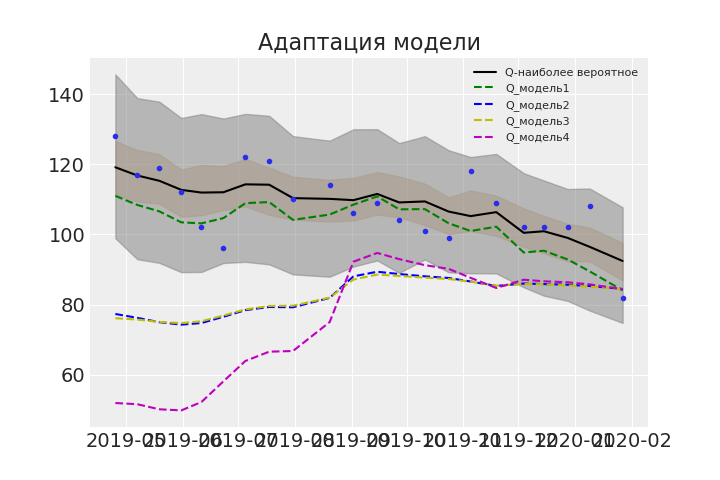 Адаптация модели
Q-наиболее вероятное
Q_модель1
Q_модель2
Q_модель3
Q_модель4
140
120
100
80
60
2019-05 2019-06 2019-07 2019-08 2019-09 2019-10 2019-11 2019-12 2020-01 2020-02